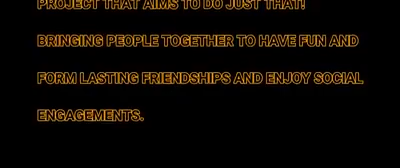 PROJECT THAT AIMS TO DO JUST THAT!
BRINGING PEOPLE TOGETHER TO HAVE FUN AND
FORM LASTING FRIENDSHIPS AND ENJOY SOCIAL
ENGAGEMENTS.